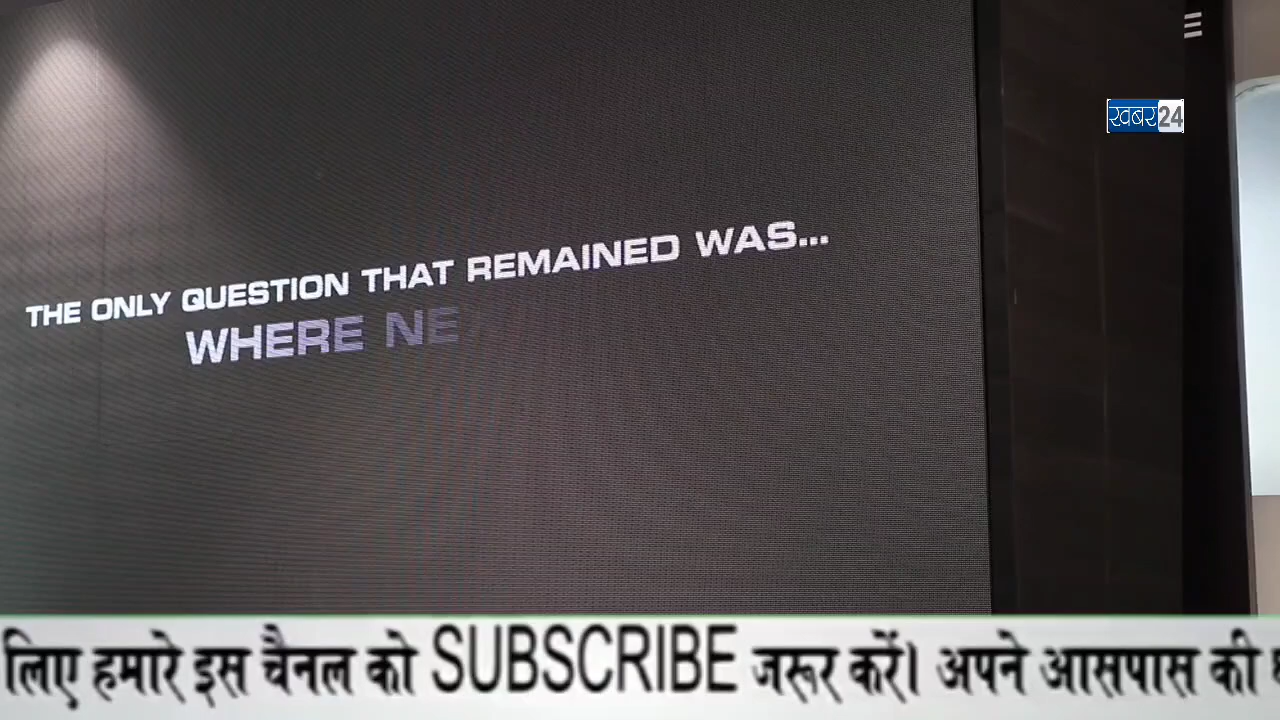 खबर24
THE ONLY QUESTION THAT REMAINED WAS...
WHERE NE
लिए हमारे इस चैनल को SUBSCRIBE जरूर करें। अपने आसपास की